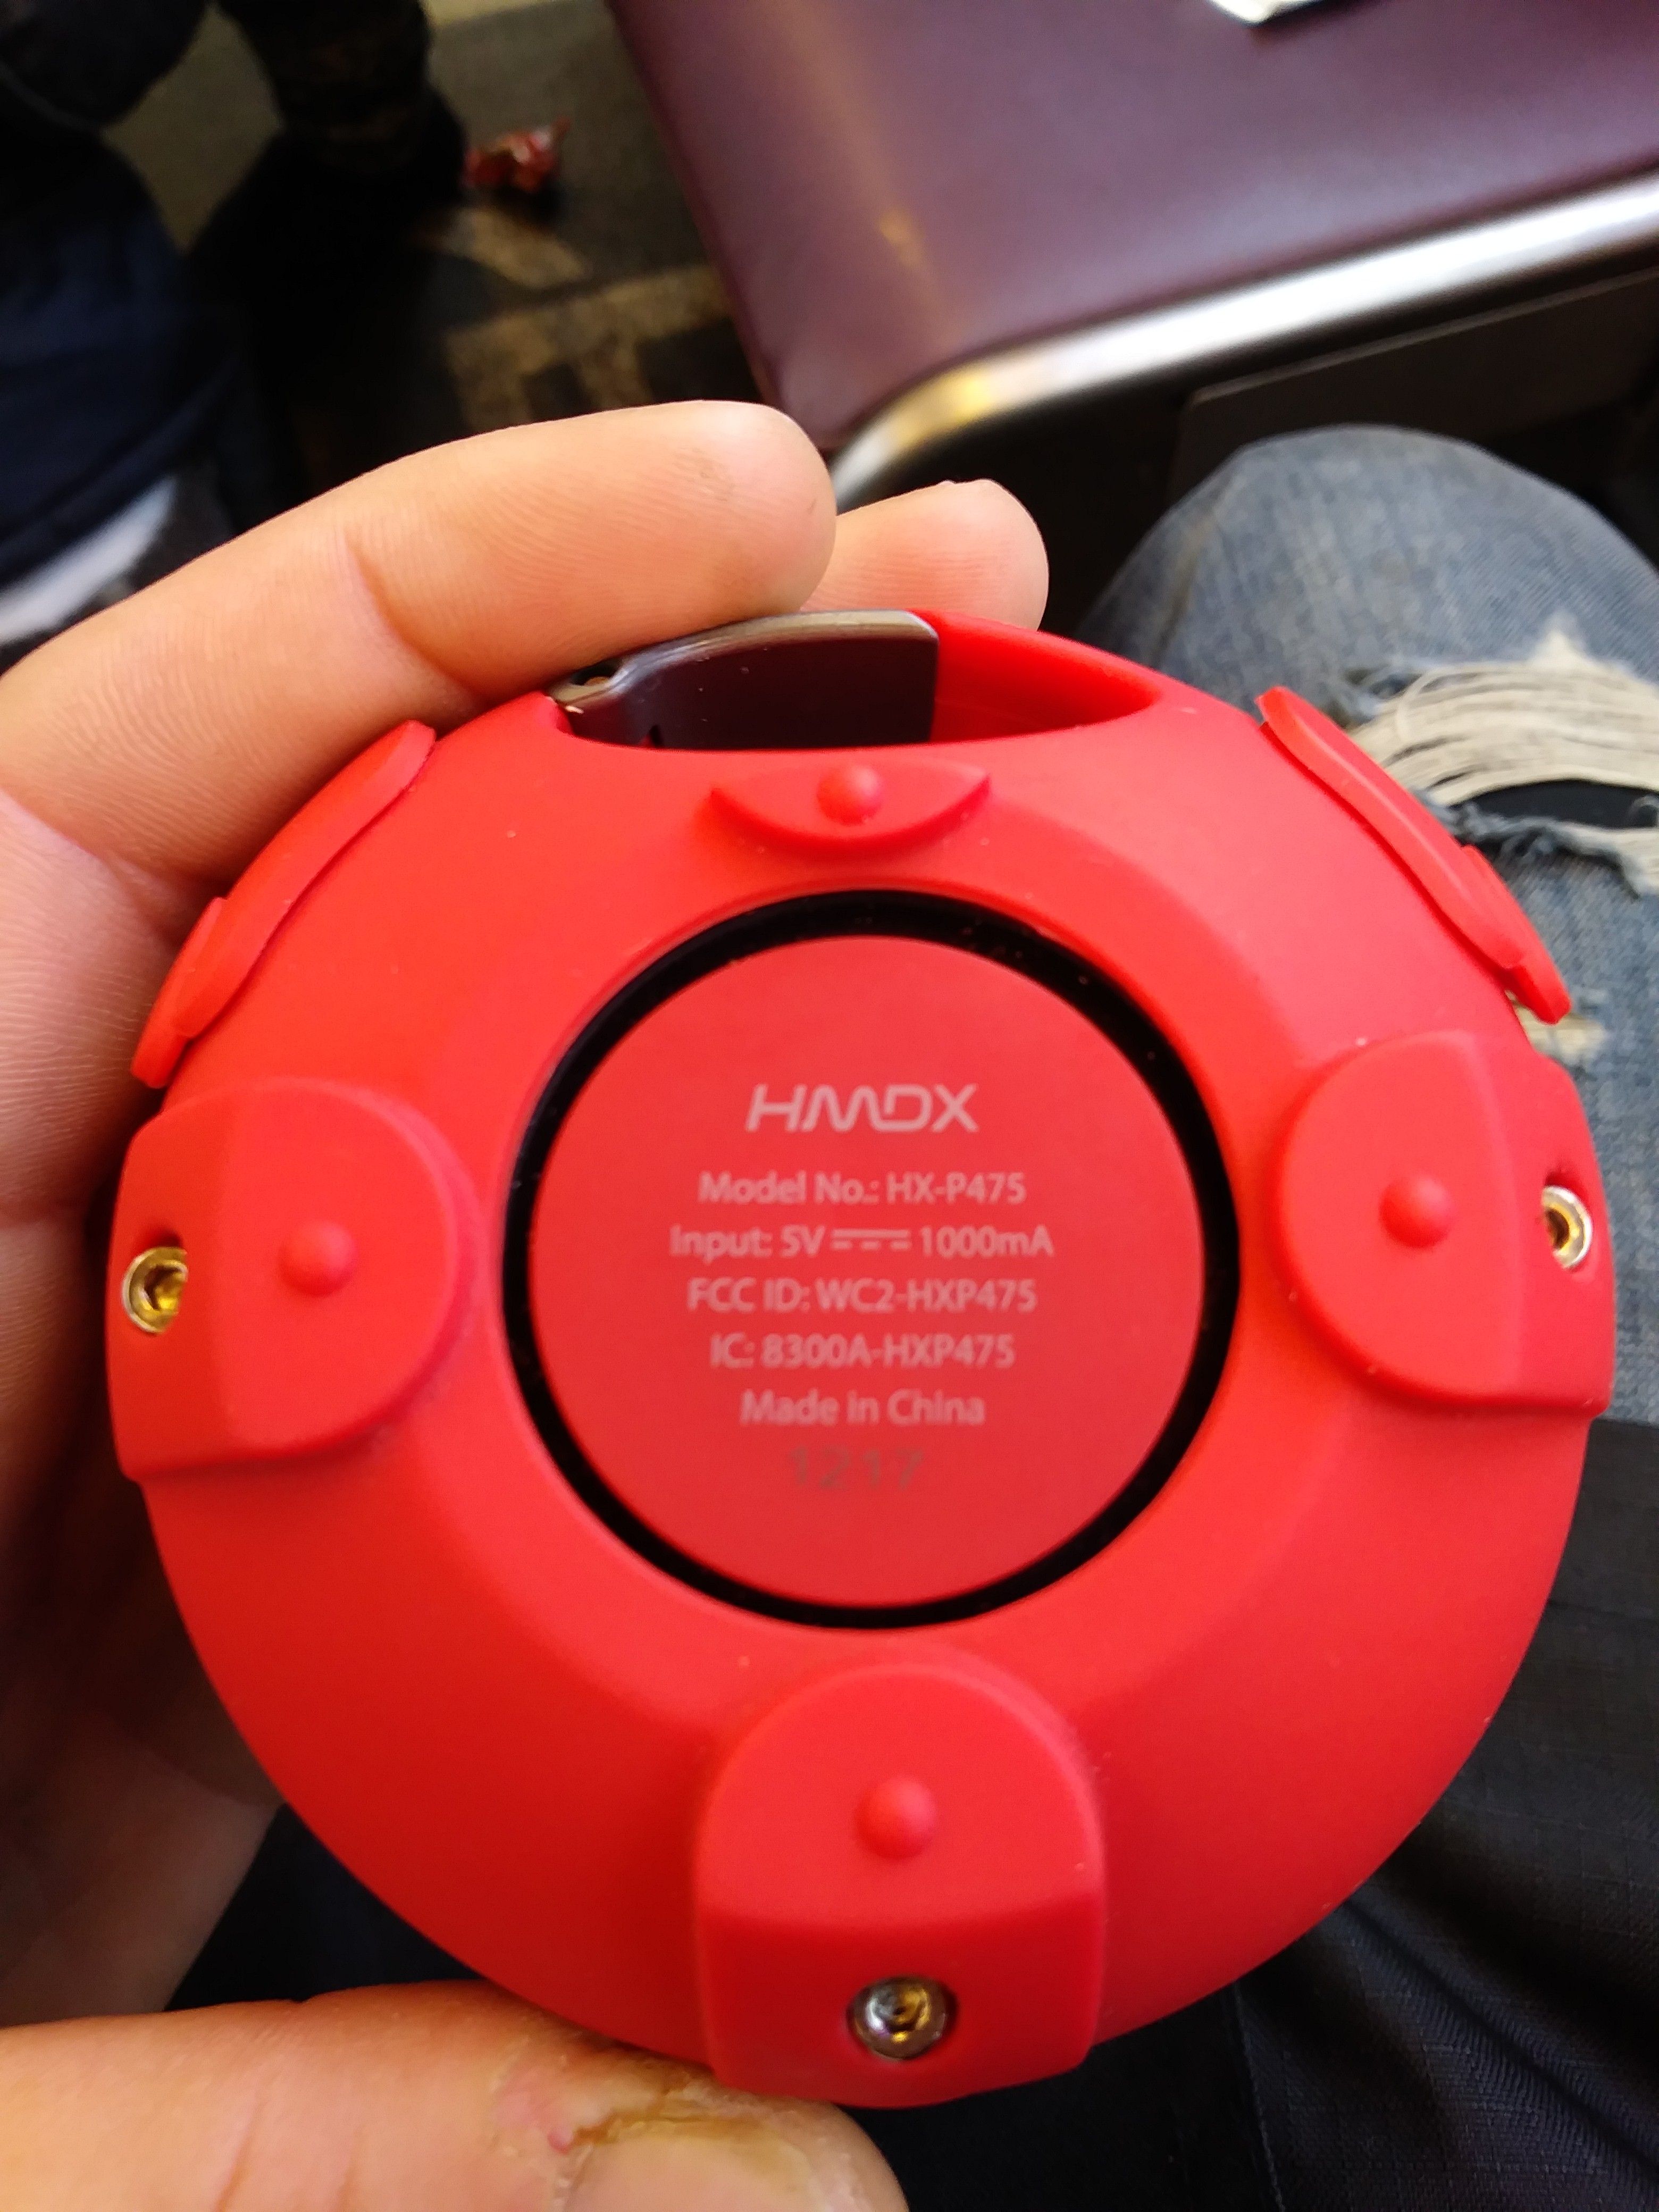 HMDX
Model No.: HX-P475
Input: 5V ⎓ 1000mA
FCC ID: WC2-HXP475
IC: 8300A-HXP475
Made in China
1217